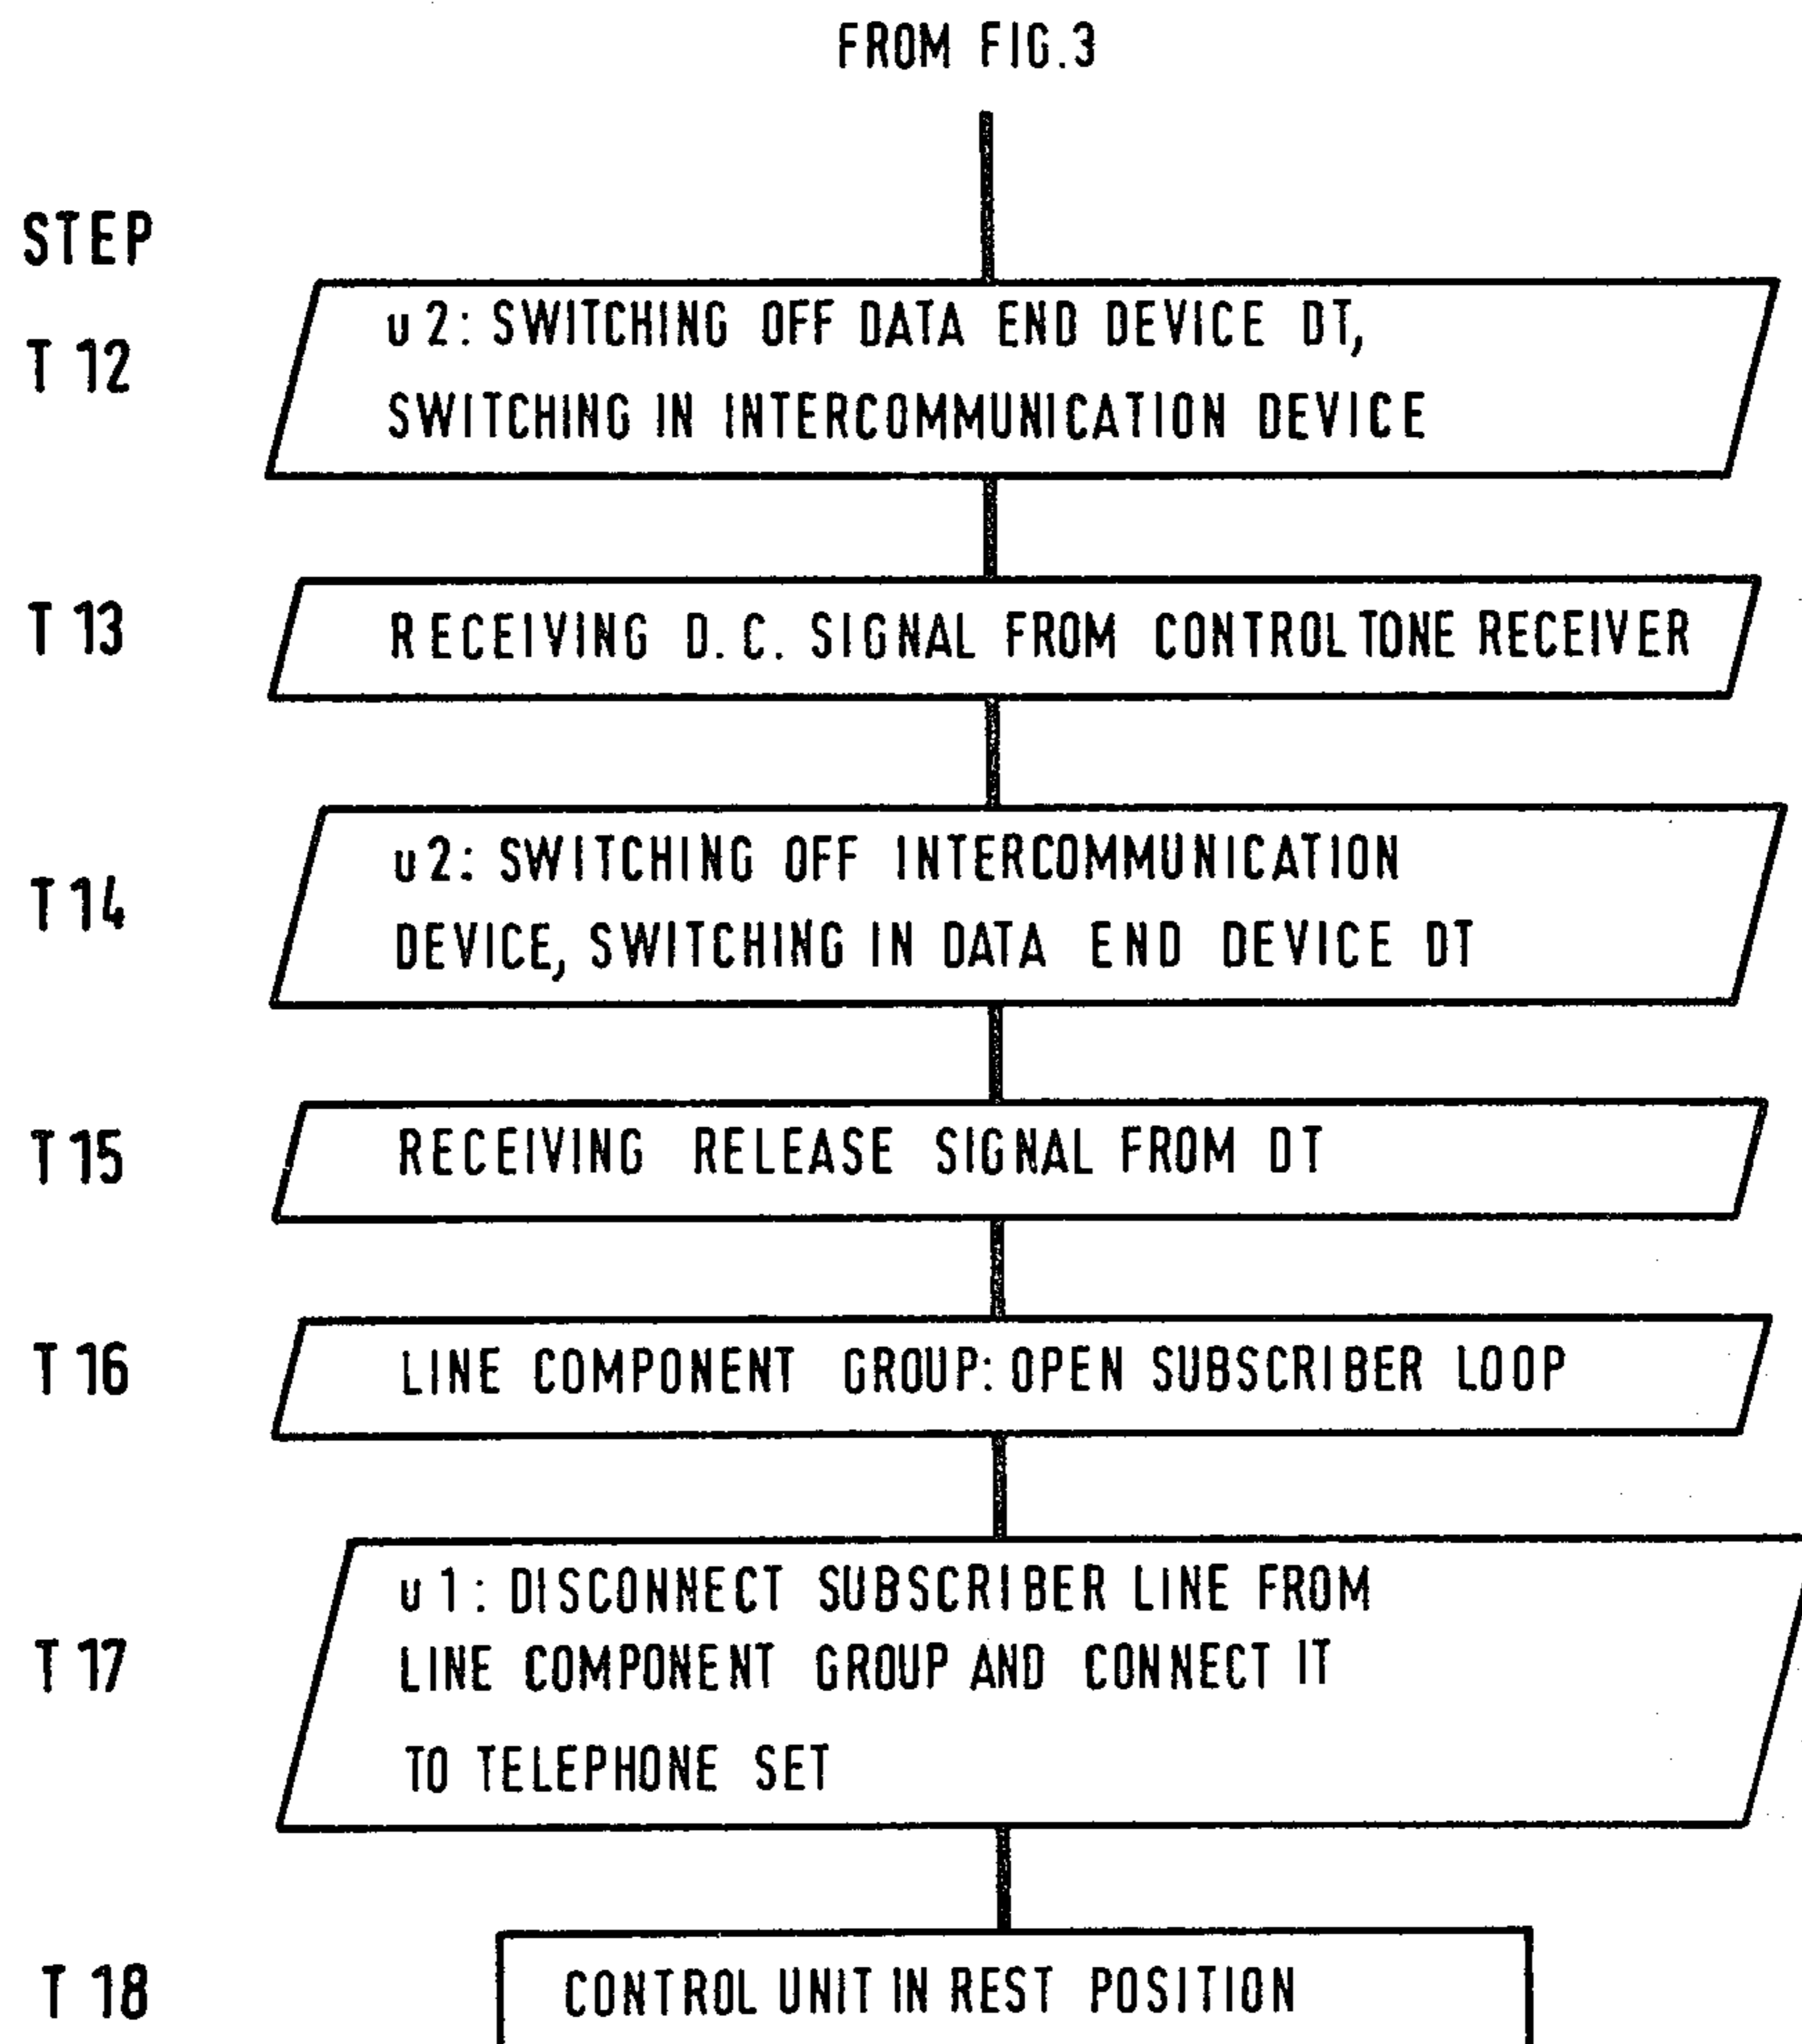 FROM FIG.3
STEP
T 12
u 2: SWITCHING OFF DATA END DEVICE DT,
SWITCHING IN INTERCOMMUNICATION DEVICE
T 13
RECEIVING D.C. SIGNAL FROM CONTROL TONE RECEIVER
T 14
u2: SWITCHING OFF INTERCOMMUNICATION
DEVICE, SWITCHING IN DATA END DEVICE DT
T 15
RECEIVING RELEASE SIGNAL FROM DT
T 16
LINE COMPONENT GROUP: OPEN SUBSCRIBER LOOP
T 17
u 1: DISCONNECT SUBSCRIBER LINE FROM
LINE COMPONENT GROUP AND CONNECT IT
TO TELEPHONE SET
T 18
CONTROL UNIT IN REST POSITION